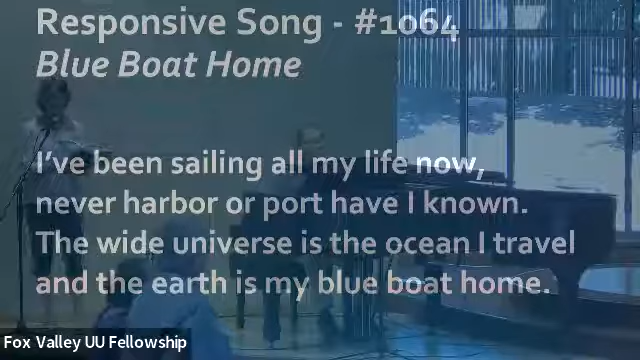 Responsive Song - #1064
Blue Boat Home
I've been sailing all my life now,
never harbor or port have I known.
The wide universe is the ocean I travel
and the earth is my blue boat home.
Fox Valley UU Fellowship